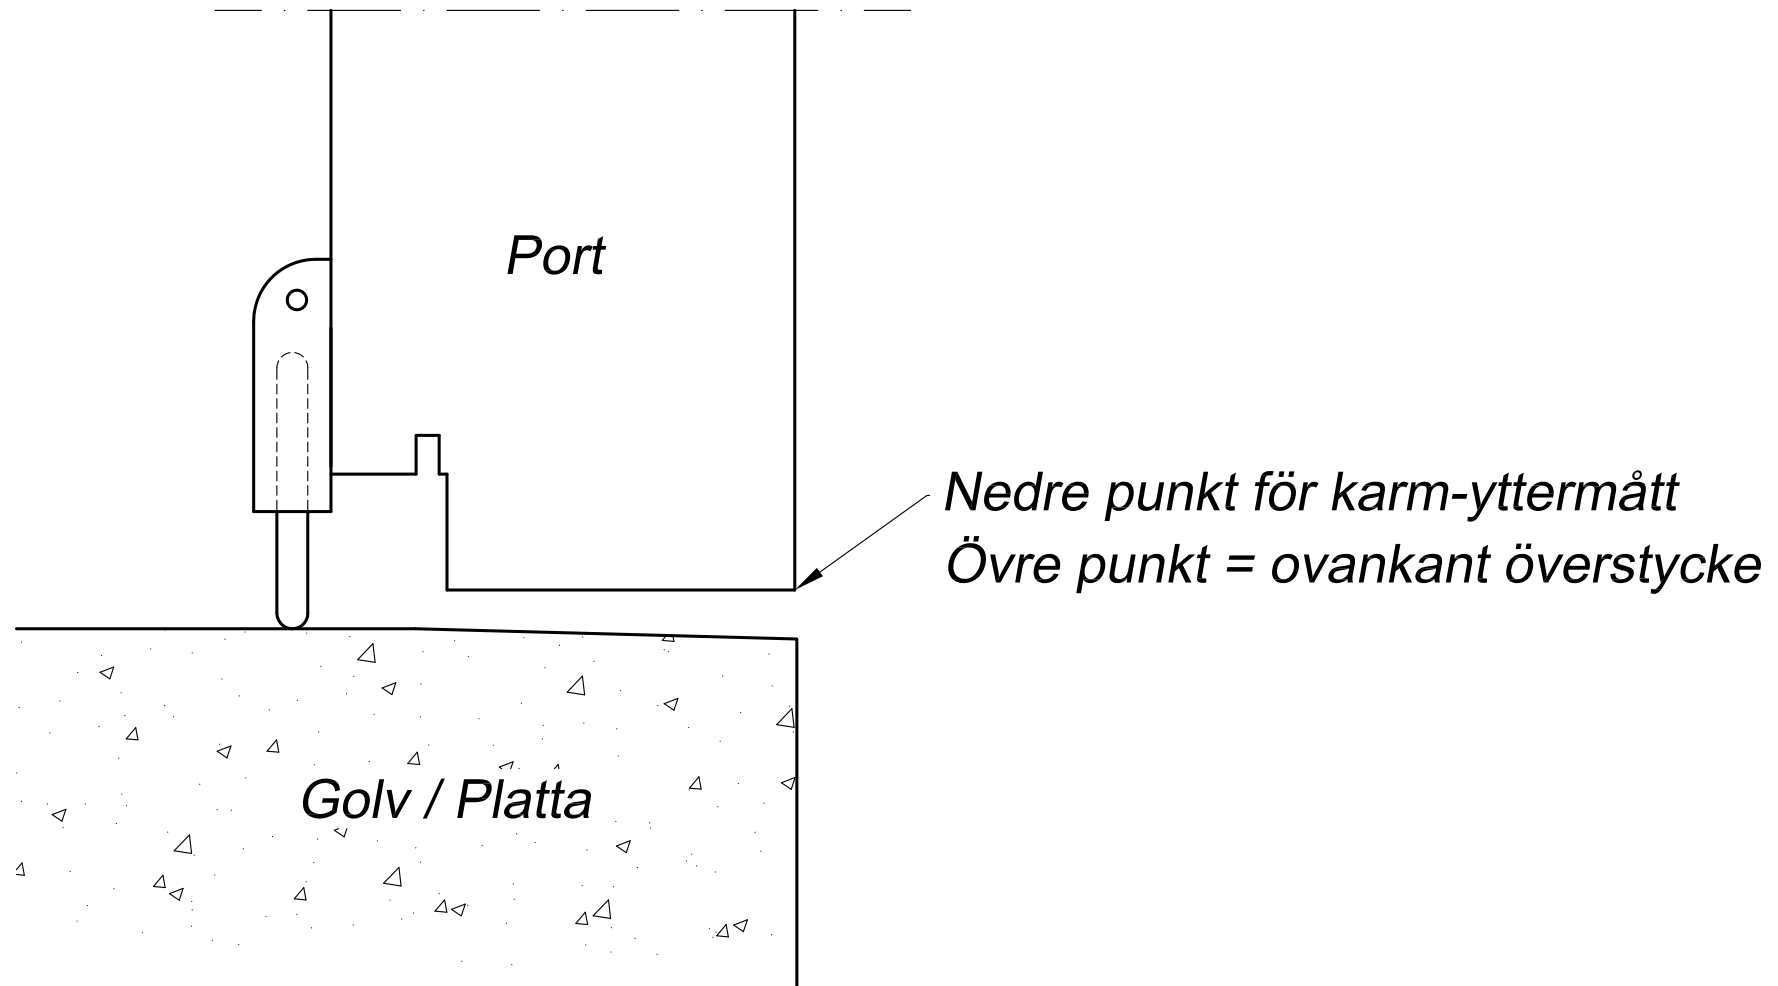 Port
Nedre punkt för karm-yttermått
Övre punkt = ovankant överstycke
Golv / Platta